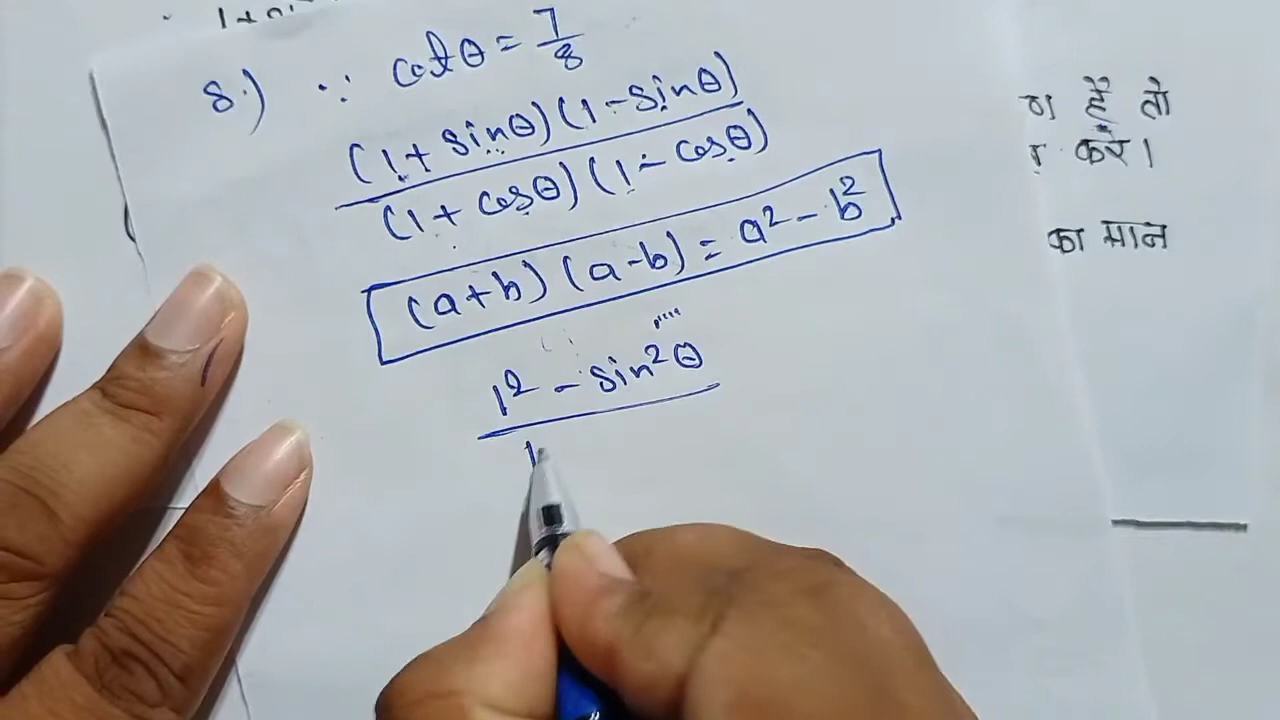 8.) ∵ cotθ = 7/8
(1 + sinθ)(1 - sinθ)
(1 + cosθ)(1 - cosθ)
(a+b)(a-b) = a² - b²
1² - sin²θ
1
हैं तो
करें।
का मान